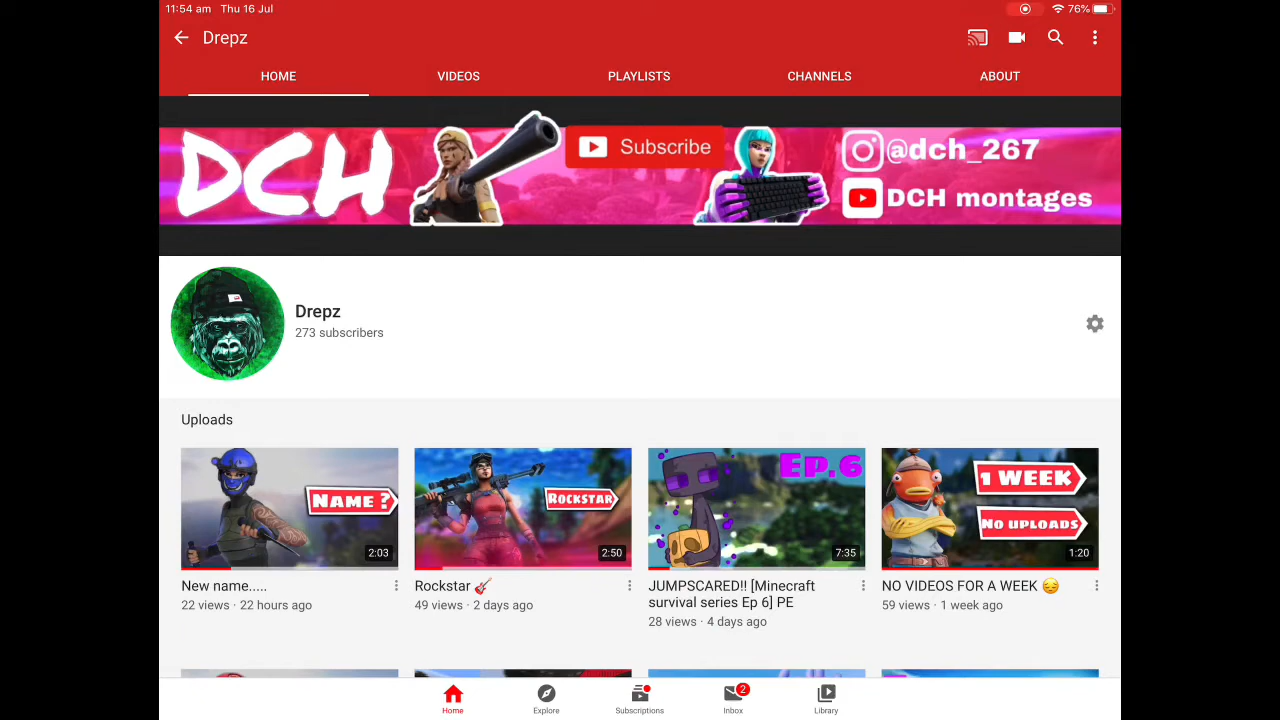 11:54 am Thu 16 Jul
76%
Drepz
HOME VIDEOS PLAYLISTS CHANNELS ABOUT
DCH
Subscribe
@dch_267
DCH montages
Drepz
273 subscribers
Uploads
NAME ?
2:03
ROCKSTAR
2:50
EP.6
7:35
1 WEEK
NO UPLOADS
1:20
New name.....
22 views · 22 hours ago
Rockstar 🎸
49 views · 2 days ago
JUMPSCARED!! [Minecraft
survival series Ep 6] PE
28 views · 4 days ago
NO VIDEOS FOR A WEEK 😔
59 views · 1 week ago
Home
Explore
Subscriptions
2
Inbox
Library